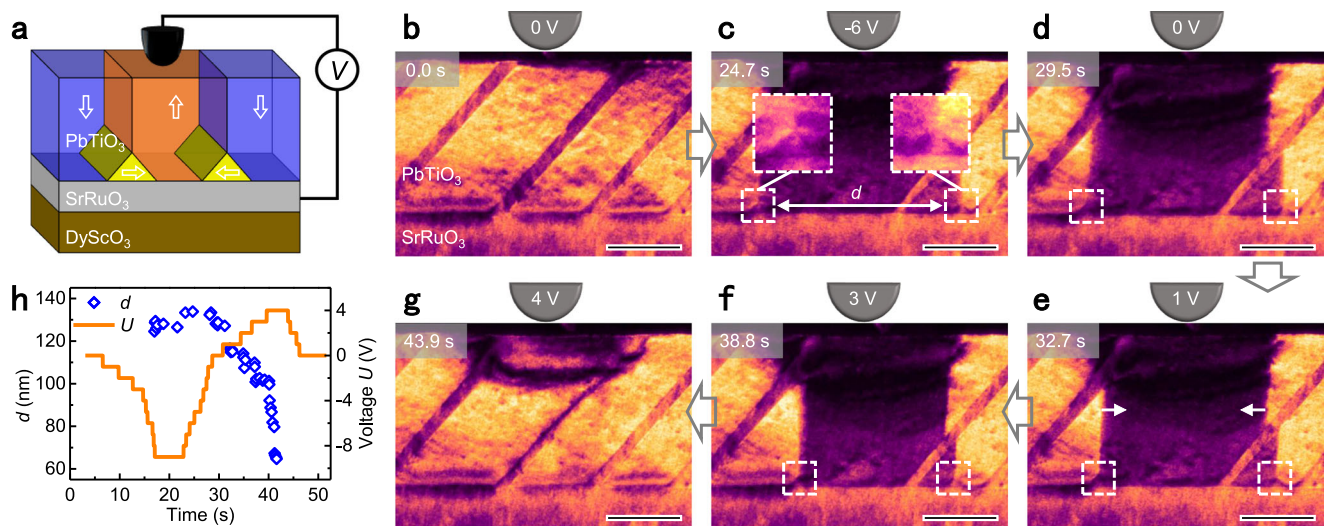 a
V
PbTiO3
SrRuO3
DyScO3
b
0 V
0.0 s
PbTiO3
SrRuO3
c
-6 V
24.7 s
d
d
0 V
29.5 s
h
d
U
140
120
100
80
60
d (nm)
4
0
-4
-8
Voltage U (V)
0
10
20
30
40
50
Time (s)
g
4 V
43.9 s
f
3 V
38.8 s
e
1 V
32.7 s